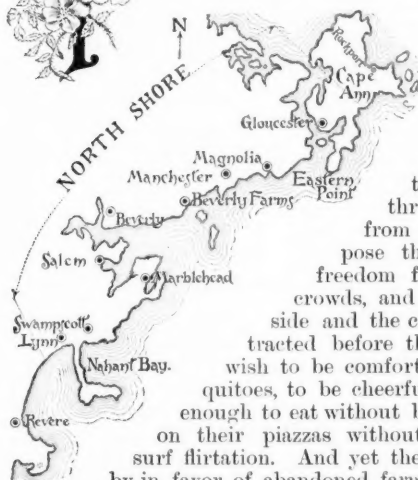 I
N
NORTH SHORE
Rockport
Cape
Ann
Gloucester
Magnolia
Manchester
Eastern
Point
Beverly Farms
Beverly
Salem
Marblehead
Swampscott
Lynn
Nahant Bay.
Revere
t
thr
from
pose th
freedom f
crowds, and
side and the c
tracted before th
wish to be comfort
quitoes, to be cheerfu
enough to eat without b
on their piazzas without
surf flirtation. And yet the
by in favor of abandoned farm